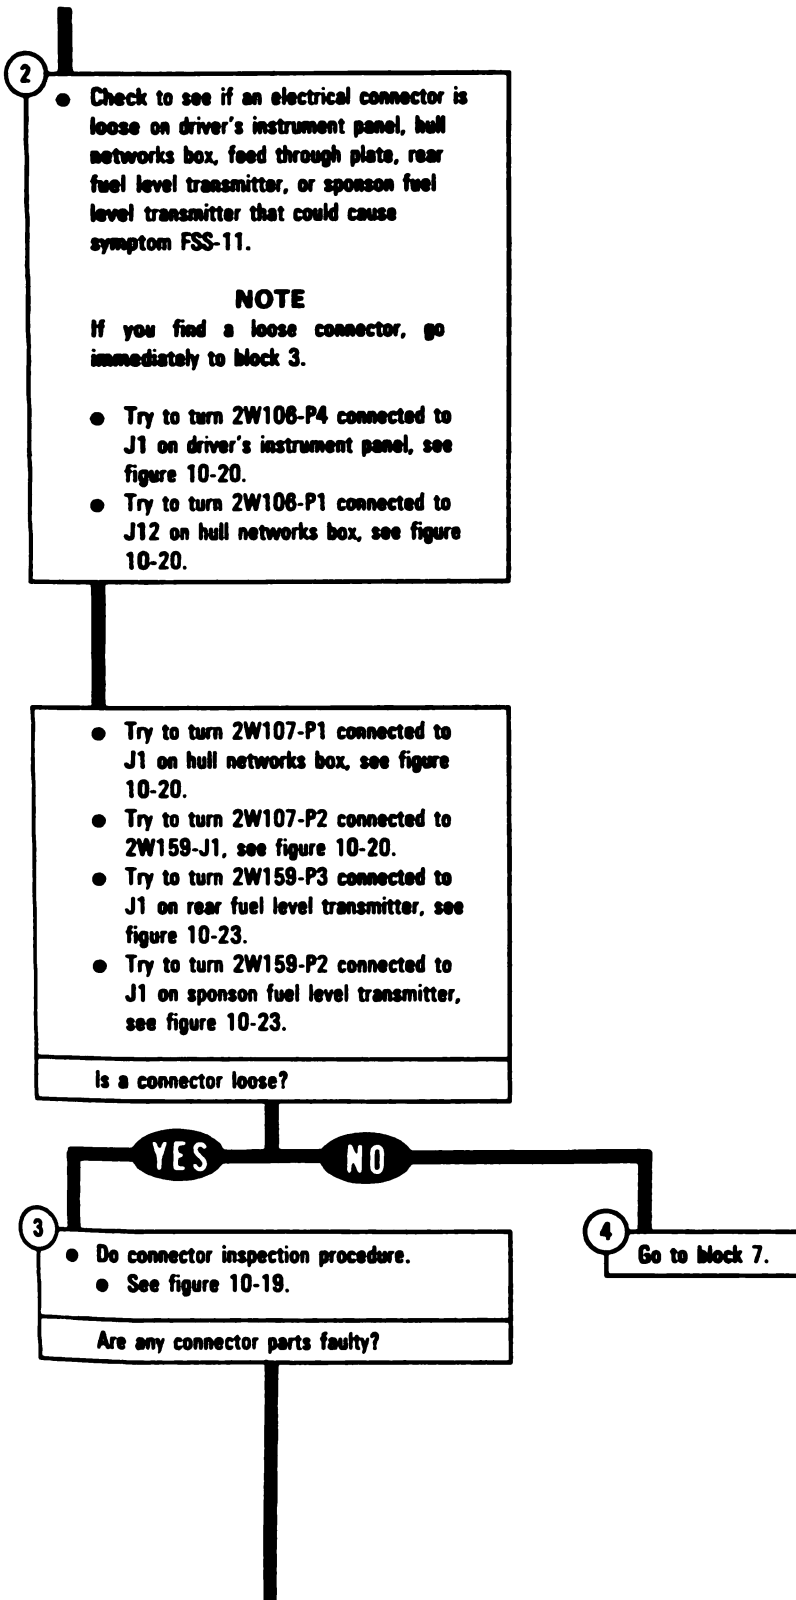 2
● Check to see if an electrical connector is
loose on driver's instrument panel, hull
networks box, feed through plate, rear
fuel level transmitter, or sponson fuel
level transmitter that could cause
symptom FSS-11.
NOTE
If you find a loose connector, go
immediately to block 3.
● Try to turn 2W106-P4 connected to
J1 on driver's instrument panel, see
figure 10-20.
● Try to turn 2W106-P1 connected to
J12 on hull networks box, see figure
10-20.
● Try to turn 2W107-P1 connected to
J1 on hull networks box, see figure
10-20.
● Try to turn 2W107-P2 connected to
2W159-J1, see figure 10-20.
● Try to turn 2W159-P3 connected to
J1 on rear fuel level transmitter, see
figure 10-23.
● Try to turn 2W159-P2 connected to
J1 on sponson fuel level transmitter,
see figure 10-23.
Is a connector loose?
YES NO
3
● Do connector inspection procedure.
● See figure 10-19.
Are any connector parts faulty?
4
Go to block 7.